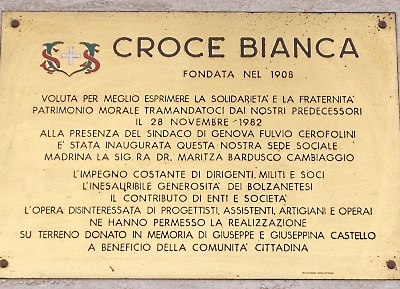 S S
CROCE BIANCA
FONDATA NEL 1908
VOLUTA PER MEGLIO ESPRIMERE LA SOLIDARIETA' E LA FRATERNITA'
PATRIMONIO MORALE TRAMANDATOCI DAI NOSTRI PREDECESSORI
IL 28 NOVEMBRE 1982
ALLA PRESENZA DEL SINDACO DI GENOVA FULVIO CEROFOLINI
E' STATA INAUGURATA QUESTA NOSTRA SEDE SOCIALE
MADRINA LA SIG.RA DR. MARITZA BARDUSCO CAMBIAGGIO
L'IMPEGNO COSTANTE DI DIRIGENTI, MILITI E SOCI
L'INESAURIBILE GENEROSITA' DEI BOLZANETESI
IL CONTRIBUTO DI ENTI E SOCIETA'
L'OPERA DISINTERESSATA DI PROGETTISTI, ASSISTENTI, ARTIGIANI E OPERAI
NE HANNO PERMESSO LA REALIZZAZIONE
SU TERRENO DONATO IN MEMORIA DI GIUSEPPE E GIUSEPPINA CASTELLO
A BENEFICIO DELLA COMUNITA' CITTADINA